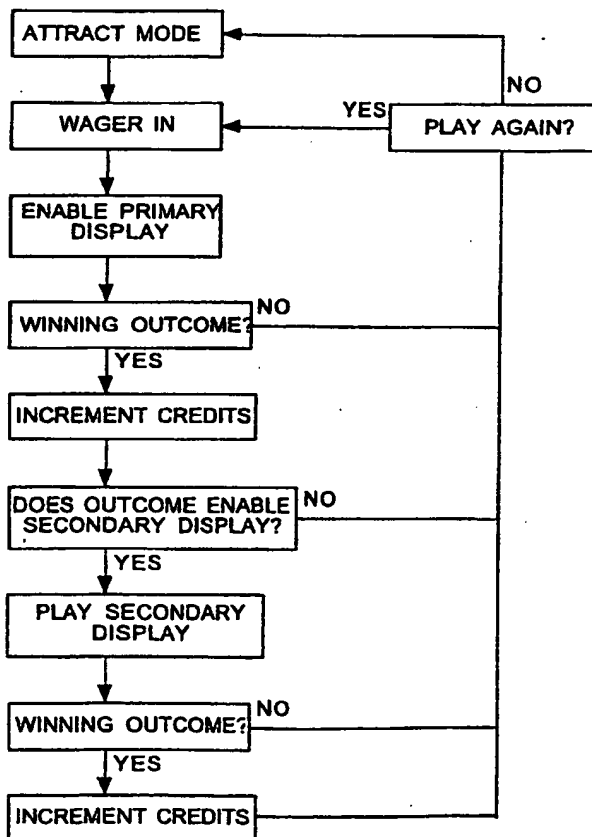 ATTRACT MODE
NO
YES
WAGER IN
PLAY AGAIN?
ENABLE PRIMARY
DISPLAY
NO
WINNING OUTCOME?
YES
INCREMENT CREDITS
DOES OUTCOME ENABLE
SECONDARY DISPLAY?
NO
YES
PLAY SECONDARY
DISPLAY
NO
WINNING OUTCOME?
YES
INCREMENT CREDITS